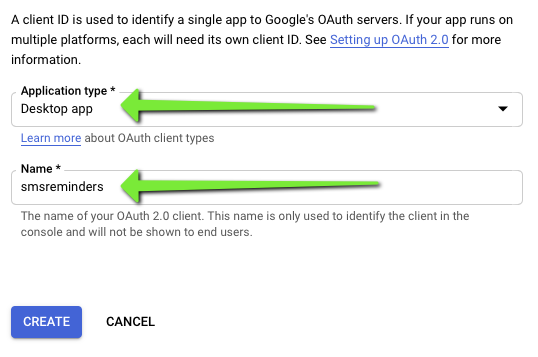 A client ID is used to identify a single app to Google's OAuth servers. If your app runs on
multiple platforms, each will need its own client ID. See Setting up OAuth 2.0 for more
information.
Application type *
Desktop app
Learn more about OAuth client types
Name *
smsreminders
The name of your OAuth 2.0 client. This name is only used to identify the client in the
console and will not be shown to end users.
CREATE CANCEL